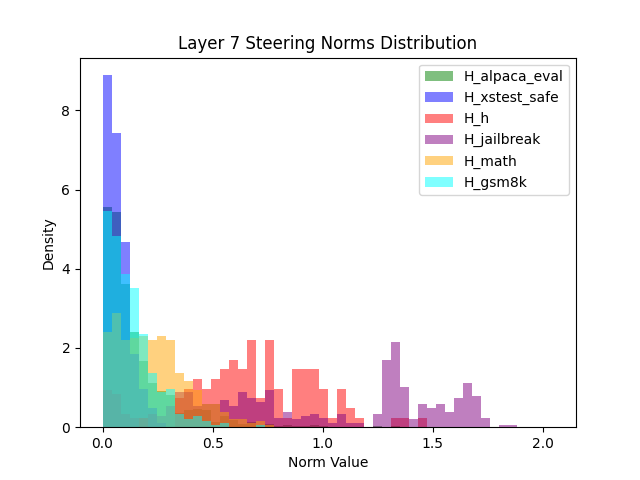 Layer 7 Steering Norms Distribution
H_alpaca_eval
H_xstest_safe
H_h
H_jailbreak
H_math
H_gsm8k
8
6
4
2
0
Density
0.0 0.5 1.0 1.5 2.0
Norm Value